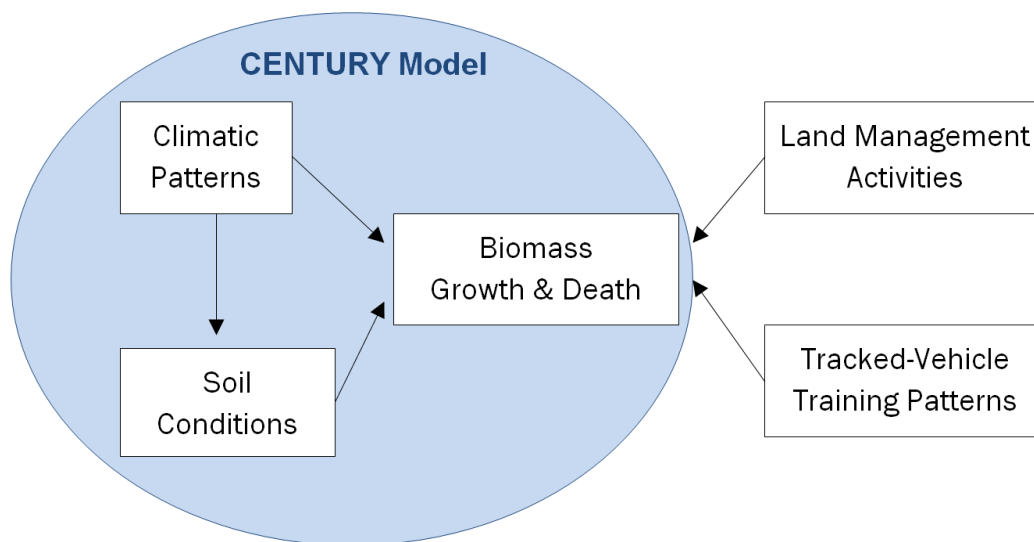 CENTURY Model
Climatic
Patterns
Land Management
Activities
Biomass
Growth & Death
Soil
Conditions
Tracked-Vehicle
Training Patterns